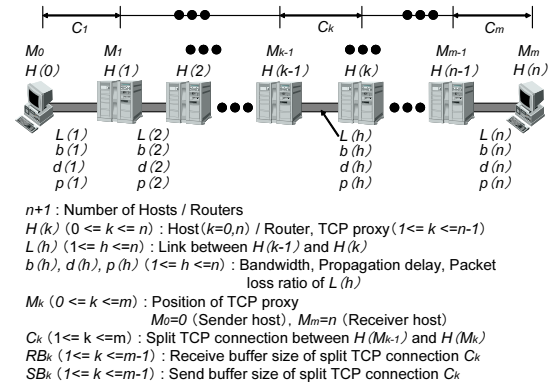 C1 ●●● Ck ●●● Cm
M0 M1 ●●● Mk-1 ●●● Mm-1 Mm
H(0) H(1) H(2) H(k-1) H(k) H(n-1) H(n)
●●● ●●●
L(1) L(2) L(h) L(n)
b(1) b(2) b(h) b(n)
d(1) d(2) d(h) d(n)
p(1) p(2) p(h) p(n)
n+1 : Number of Hosts / Routers
H(k) (0 <= k <= n) : Host(k=0,n) / Router, TCP proxy(1<= k <=n-1)
L(h) (1<= h <=n) : Link between H(k-1) and H(k)
b(h), d(h), p(h) (1<= h <=n) : Bandwidth, Propagation delay, Packet
loss ratio of L(h)
Mk (0 <= k <=m) : Position of TCP proxy
M0=0 (Sender host), Mm=n (Receiver host)
Ck (1<= k <=m) : Split TCP connection between H(Mk-1) and H(Mk)
RBk (1<= k <=m-1) : Receive buffer size of split TCP connection Ck
SBk (1<= k <=m-1) : Send buffer size of split TCP connection Ck